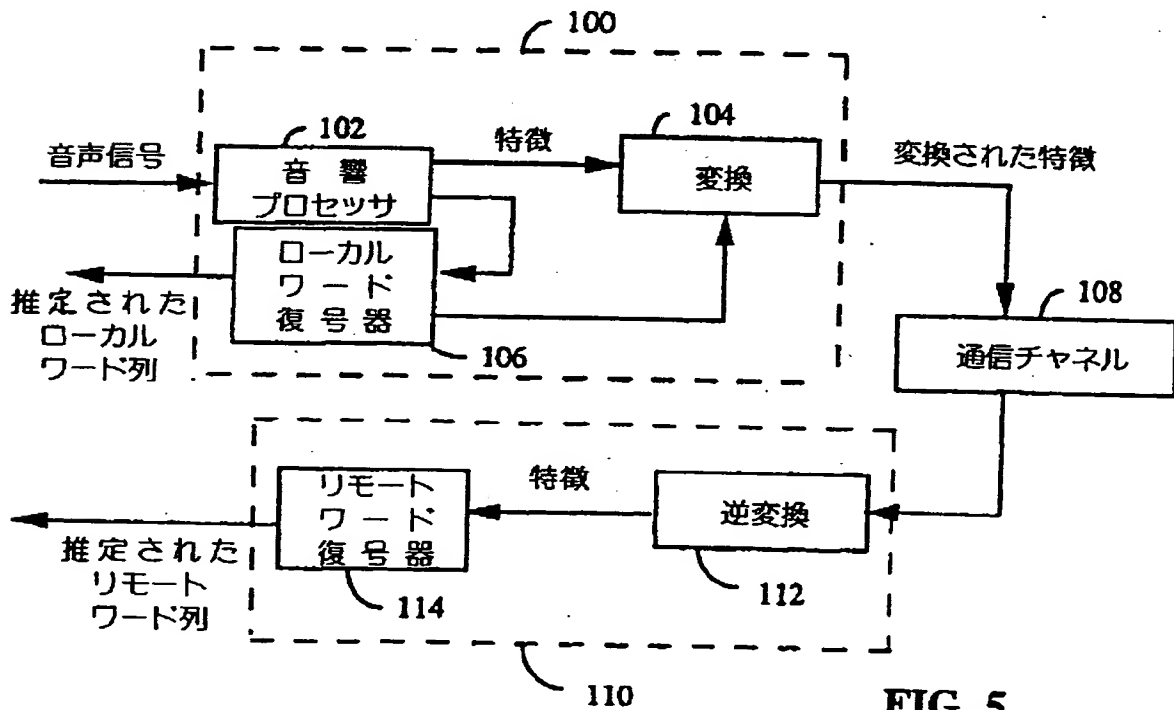 100
102
特徴
104
音声信号
音響
プロセッサ
変換
変換された特徴
ローカル
ワード
復号器
106
推定された
ローカル
ワード列
108
通信チャネル
リモート
ワード
復号器
114
特徴
逆変換
112
推定された
リモート
ワード列
110
FIG. 5